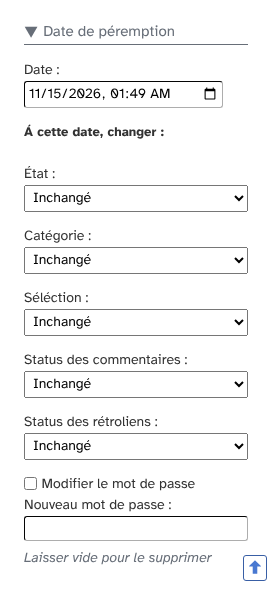 ▼ Date de péremption
Date :
11/15/2026, 01:49 AM
Á cette date, changer :
État :
Inchangé
Catégorie :
Inchangé
Séléction :
Inchangé
Status des commentaires :
Inchangé
Status des rétroliens :
Inchangé
Modifier le mot de passe
Nouveau mot de passe :
Laisser vide pour le supprimer